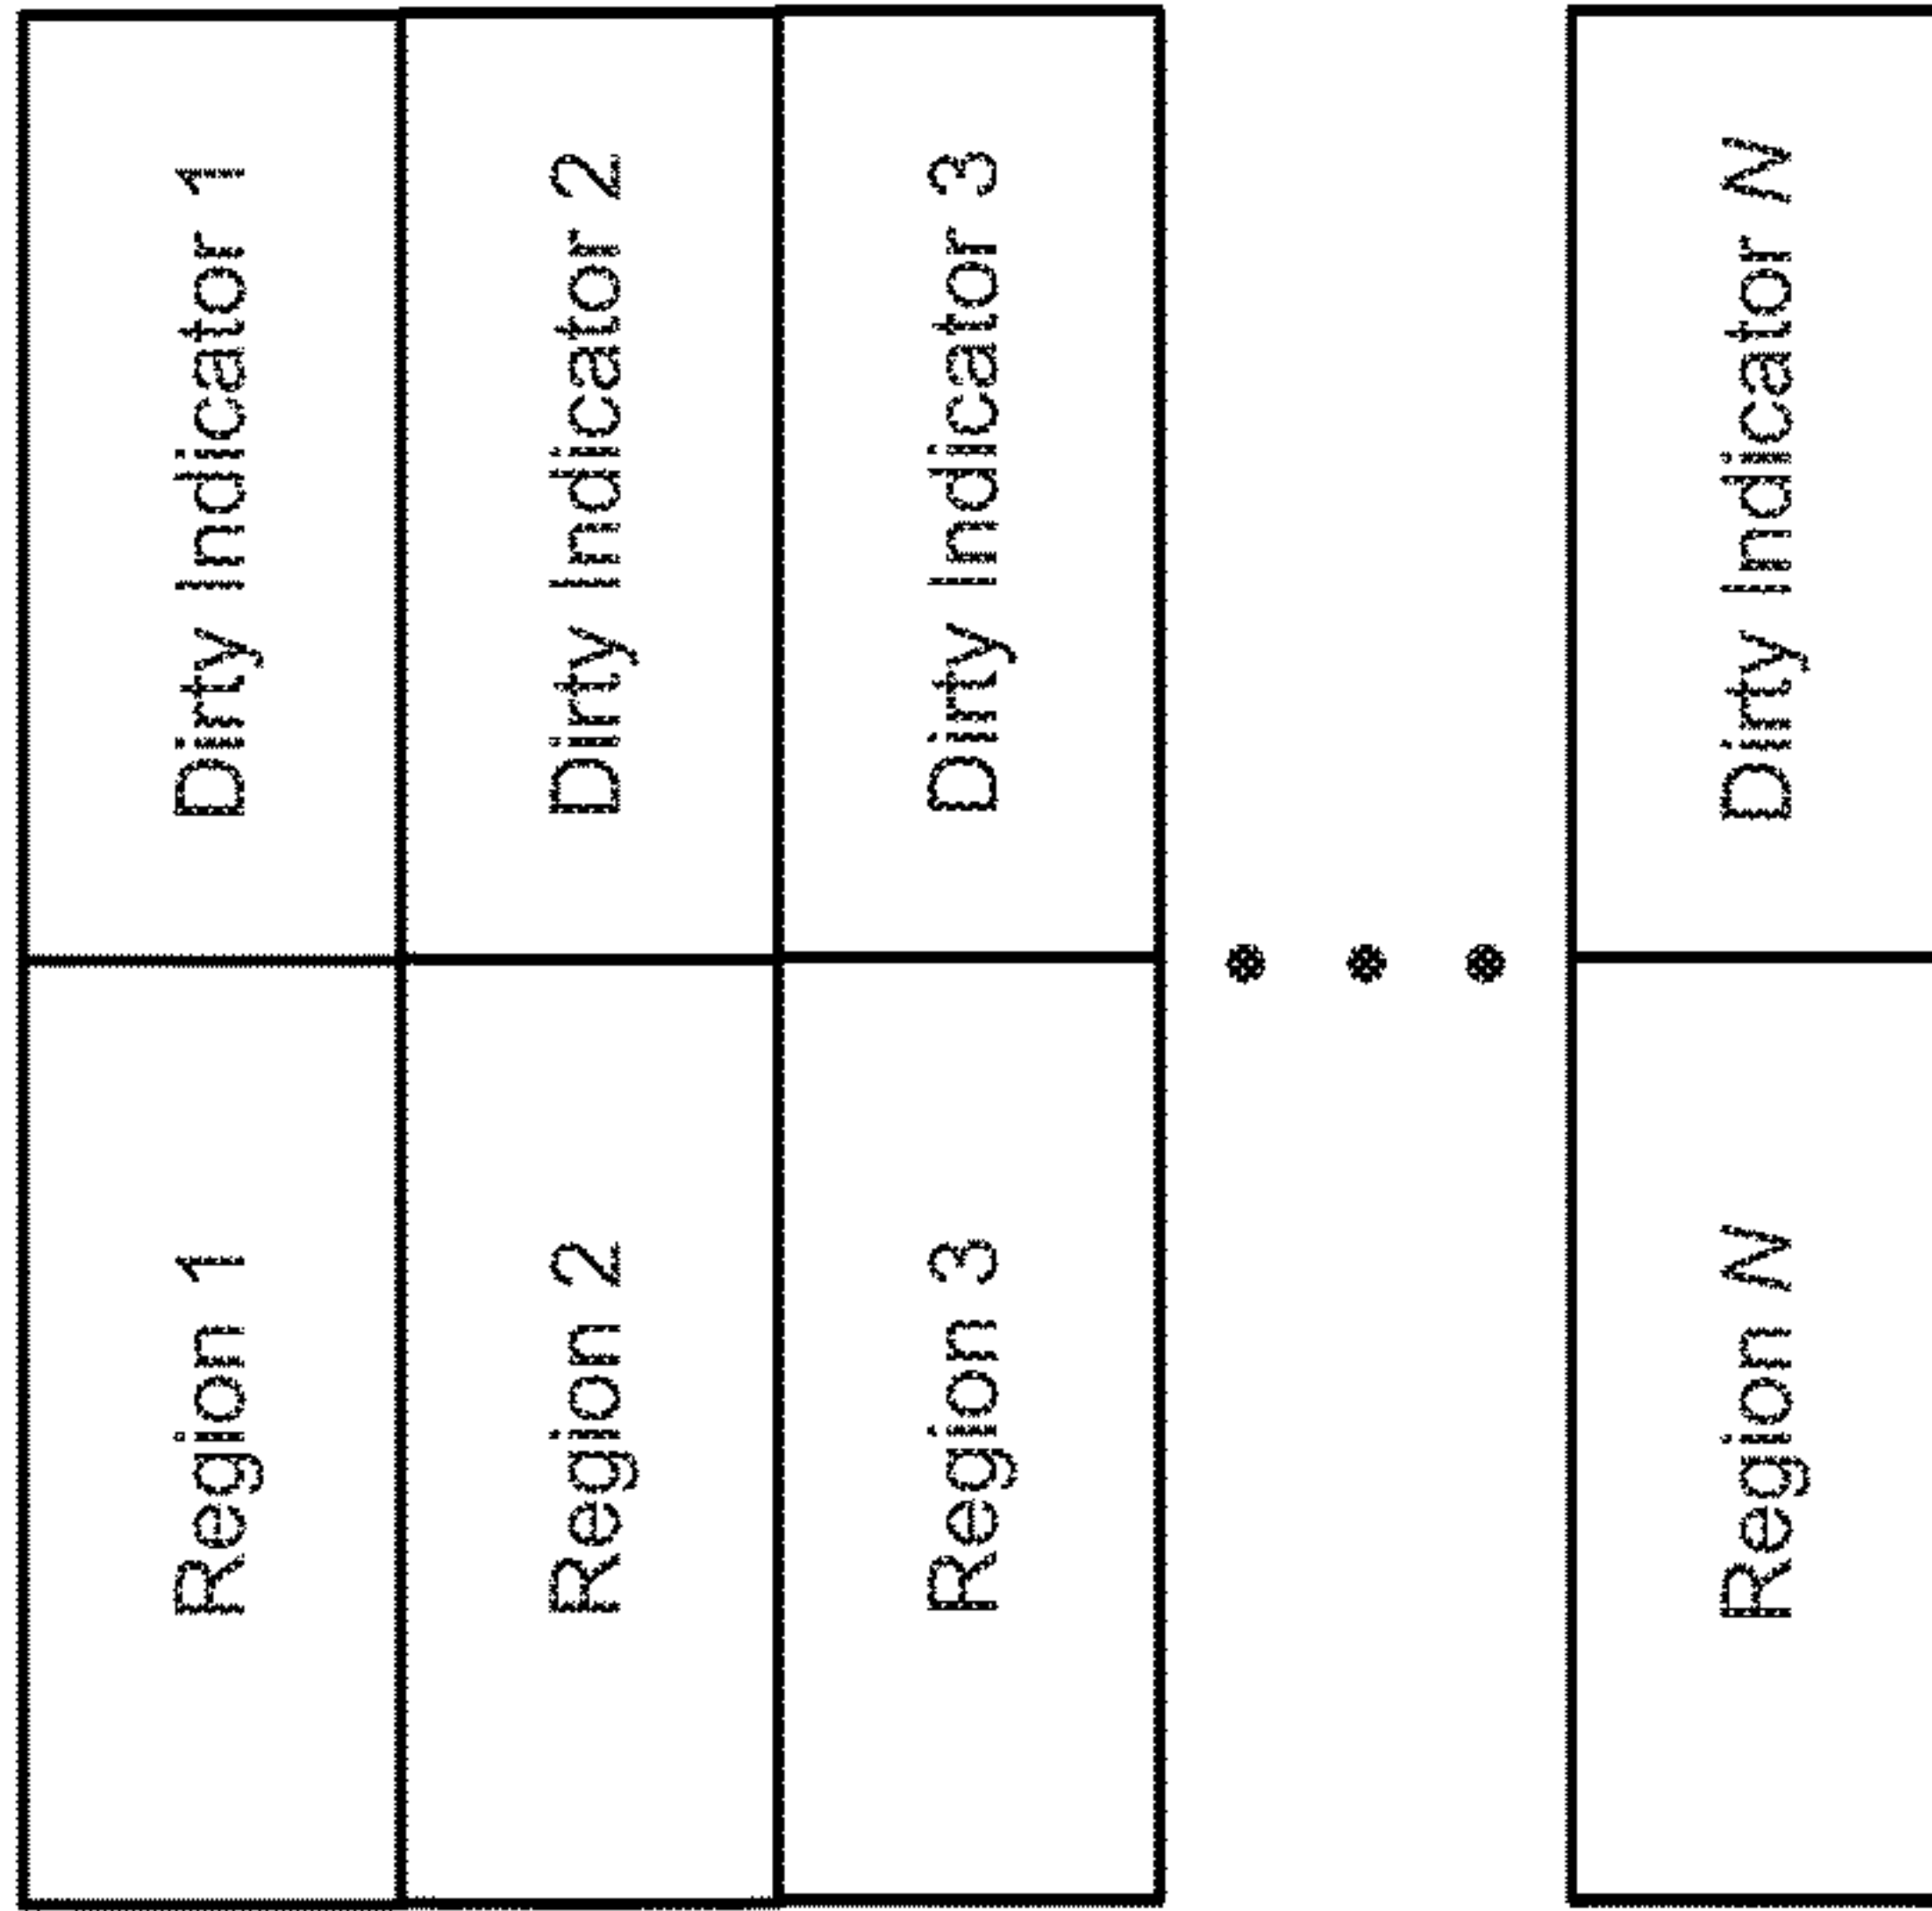 Region 1
Dirty Indicator 1
Region 2
Dirty Indicator 2
Region 3
Dirty Indicator 3
Region N
Dirty Indicator N